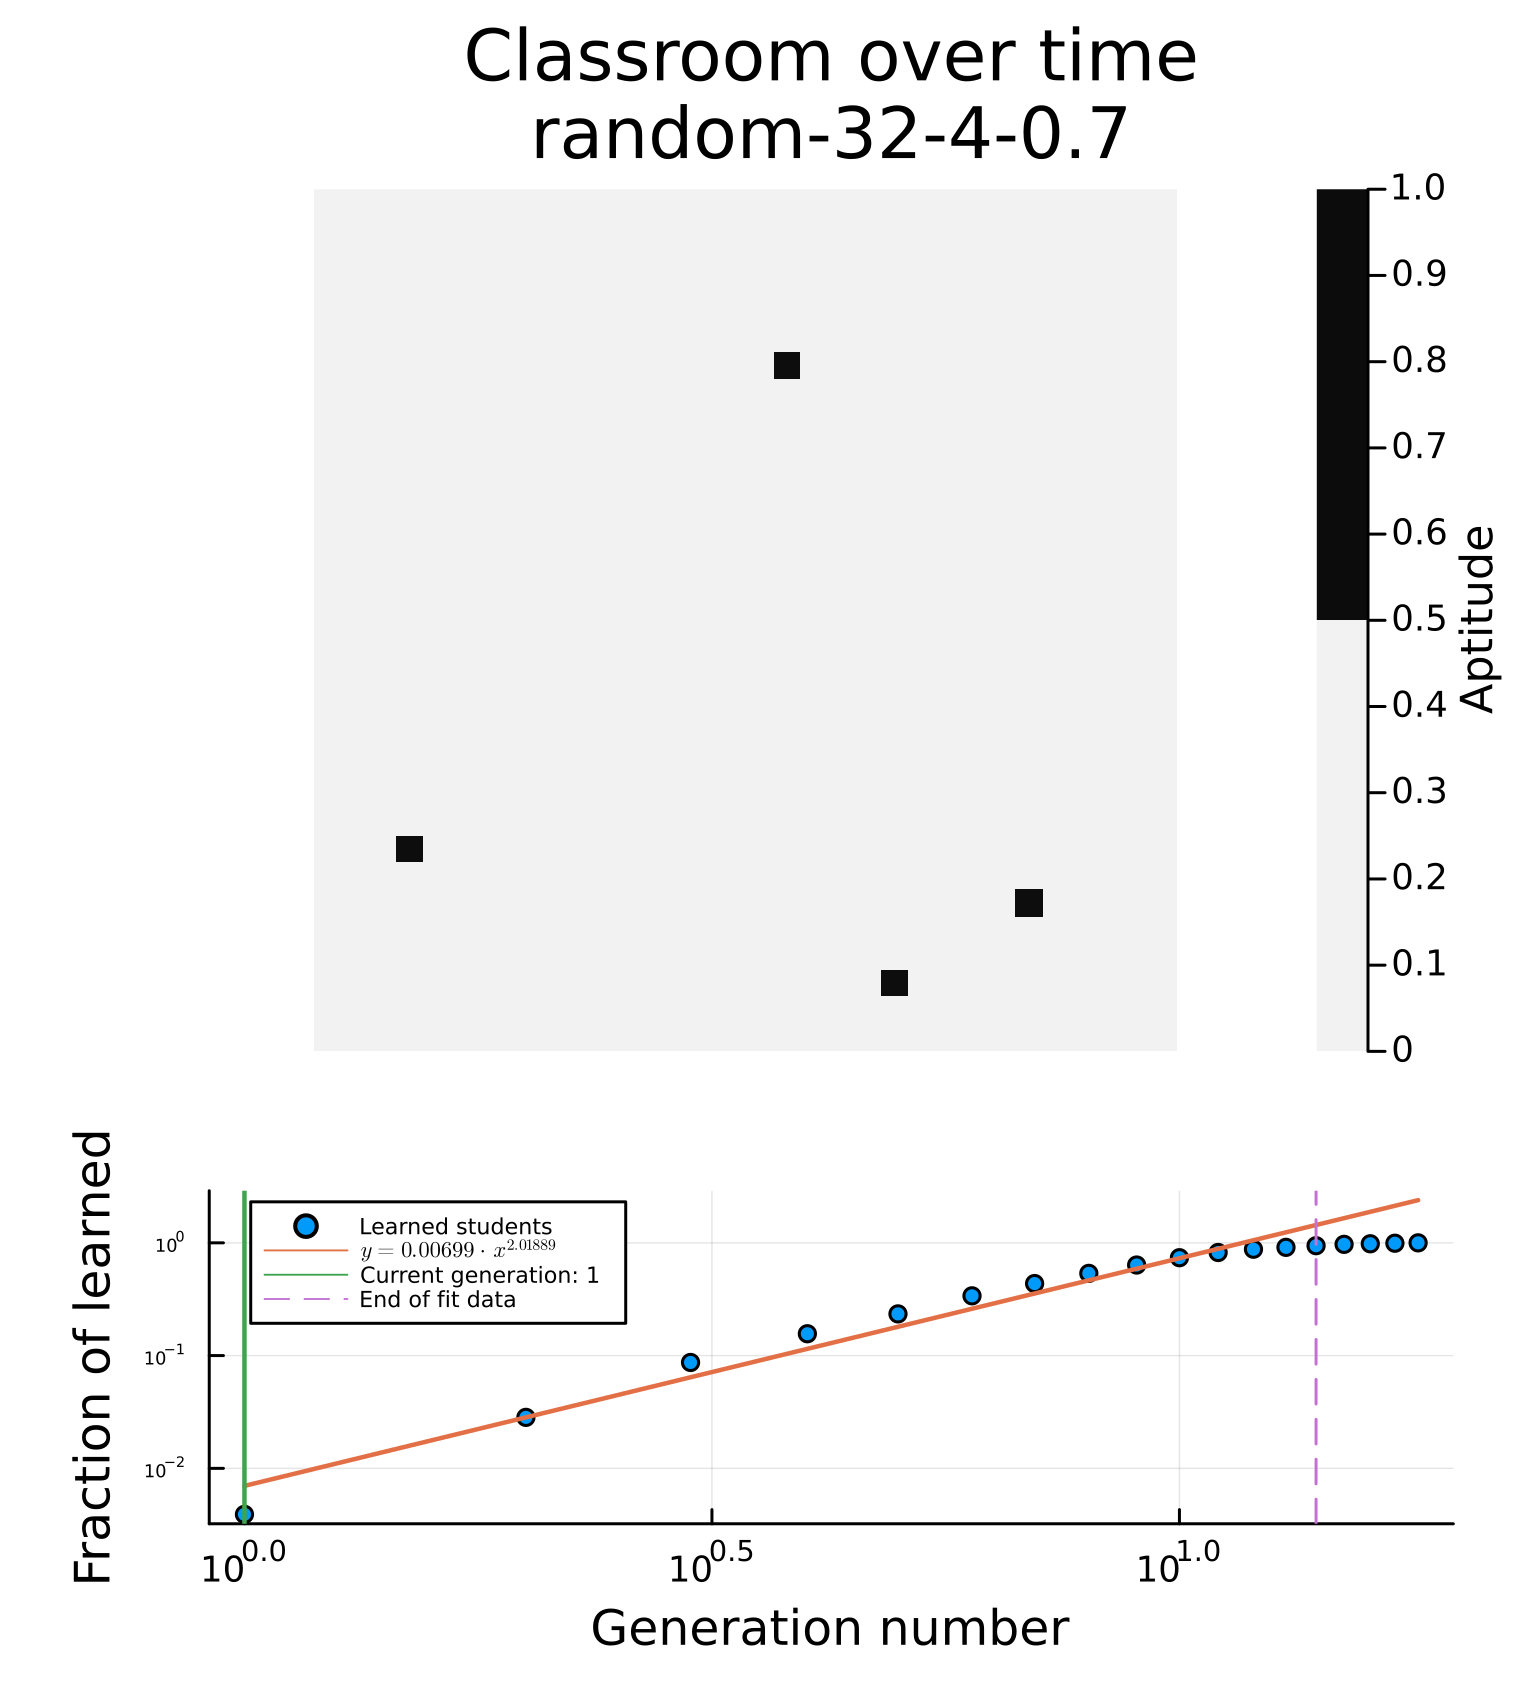 Classroom over time
random-32-4-0.7
1.0
0.9
0.8
0.7
0.6
0.5
0.4
0.3
0.2
0.1
0
Aptitude
Fraction of learned
10⁰
10⁻¹
10⁻²
Learned students
y = 0.00699 · x^2.01889
Current generation: 1
End of fit data
10^0.0
10^0.5
10^1.0
Generation number